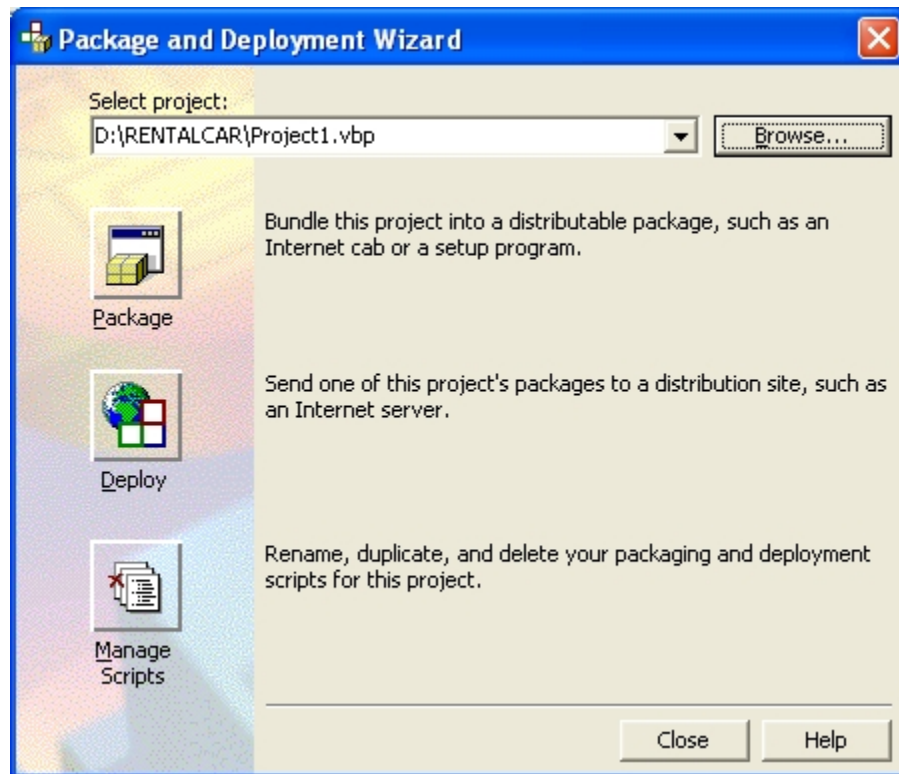 Package and Deployment Wizard
Select project:
D:\RENTALCAR\Project1.vbp
Browse...
Bundle this project into a distributable package, such as an
Internet cab or a setup program.
Package
Send one of this project's packages to a distribution site, such as
an Internet server.
Deploy
Rename, duplicate, and delete your packaging and deployment
scripts for this project.
Manage
Scripts
Close
Help